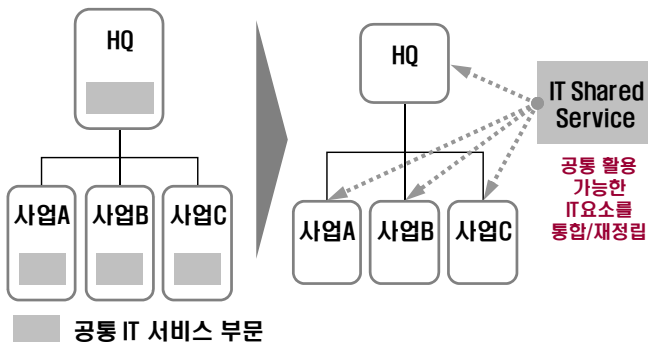 HQ
사업A
사업B
사업C
공통 IT 서비스 부문
HQ
사업A
사업B
사업C
IT Shared
Service
공통 활용
가능한
IT요소를
통합/재정립